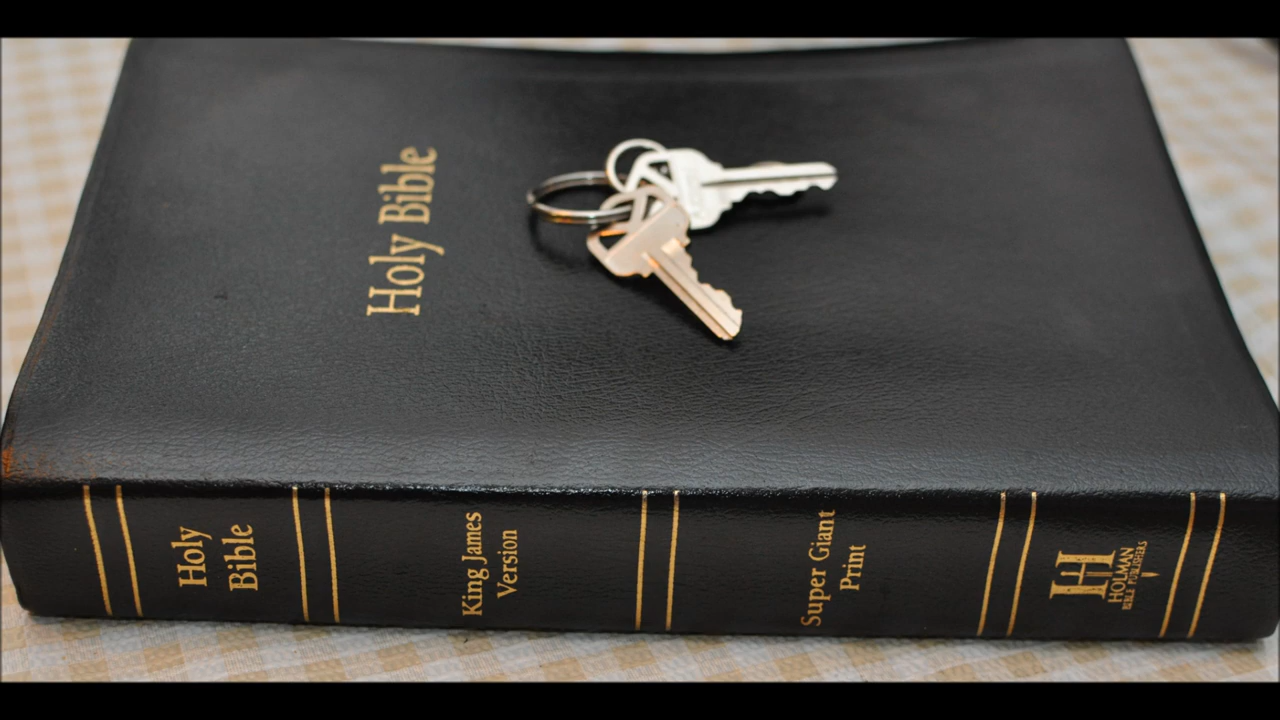 Holy Bible
Holy
Bible
King James
Version
Super Giant
Print
HOLMAN
BIBLE PUBLISHERS